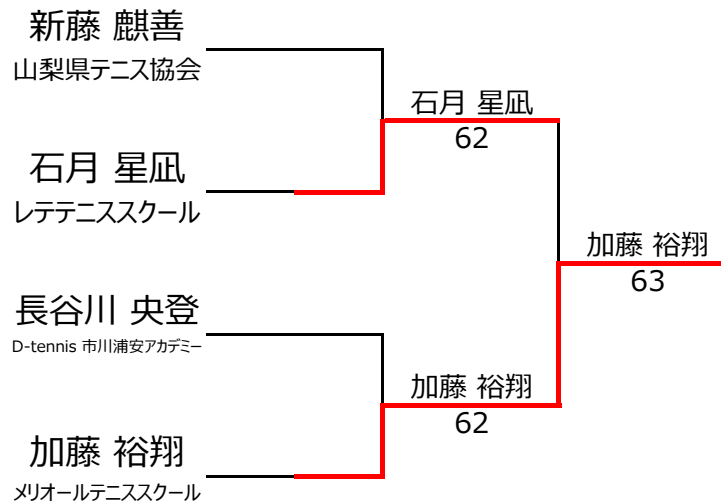 新藤 麒善
山梨県テニス協会
石月 星凪
62
石月 星凪
レテテニススクール
加藤 裕翔
63
長谷川 央登
D-tennis 市川浦安アカデミー
加藤 裕翔
62
加藤 裕翔
メリオールテニススクール